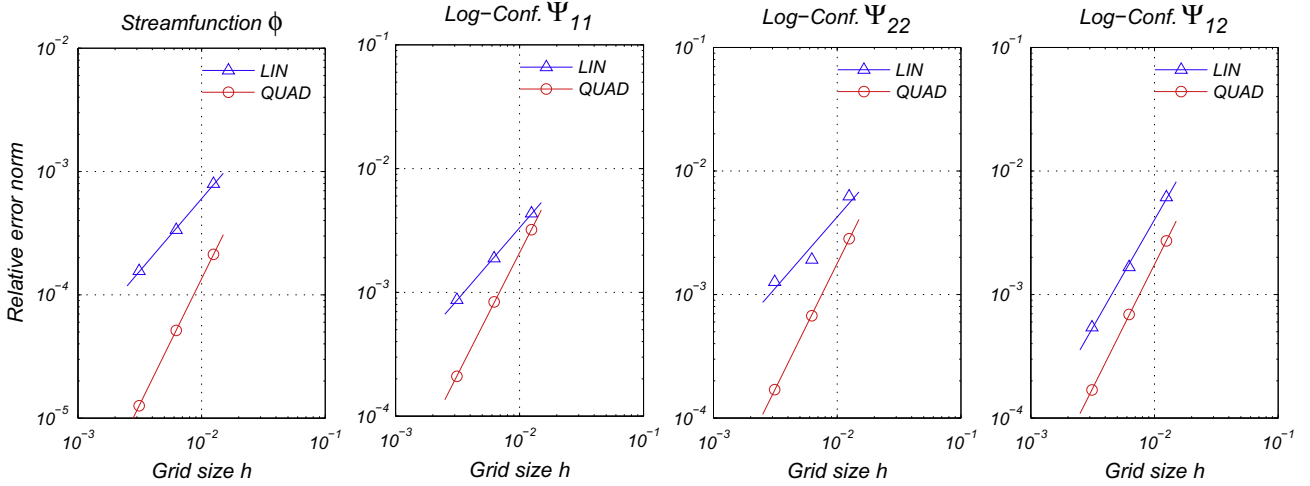 Streamfunction ϕ
Log−Conf. Ψ11
Log−Conf. Ψ22
Log−Conf. Ψ12
Relative error norm
10−2
10−3
10−4
10−5
LIN
QUAD
10−3
10−2
10−1
Grid size h
10−1
10−2
10−3
10−4
LIN
QUAD
10−3
10−2
10−1
Grid size h
10−1
10−2
10−3
10−4
LIN
QUAD
10−3
10−2
10−1
Grid size h
10−1
10−2
10−3
10−4
LIN
QUAD
10−3
10−2
10−1
Grid size h